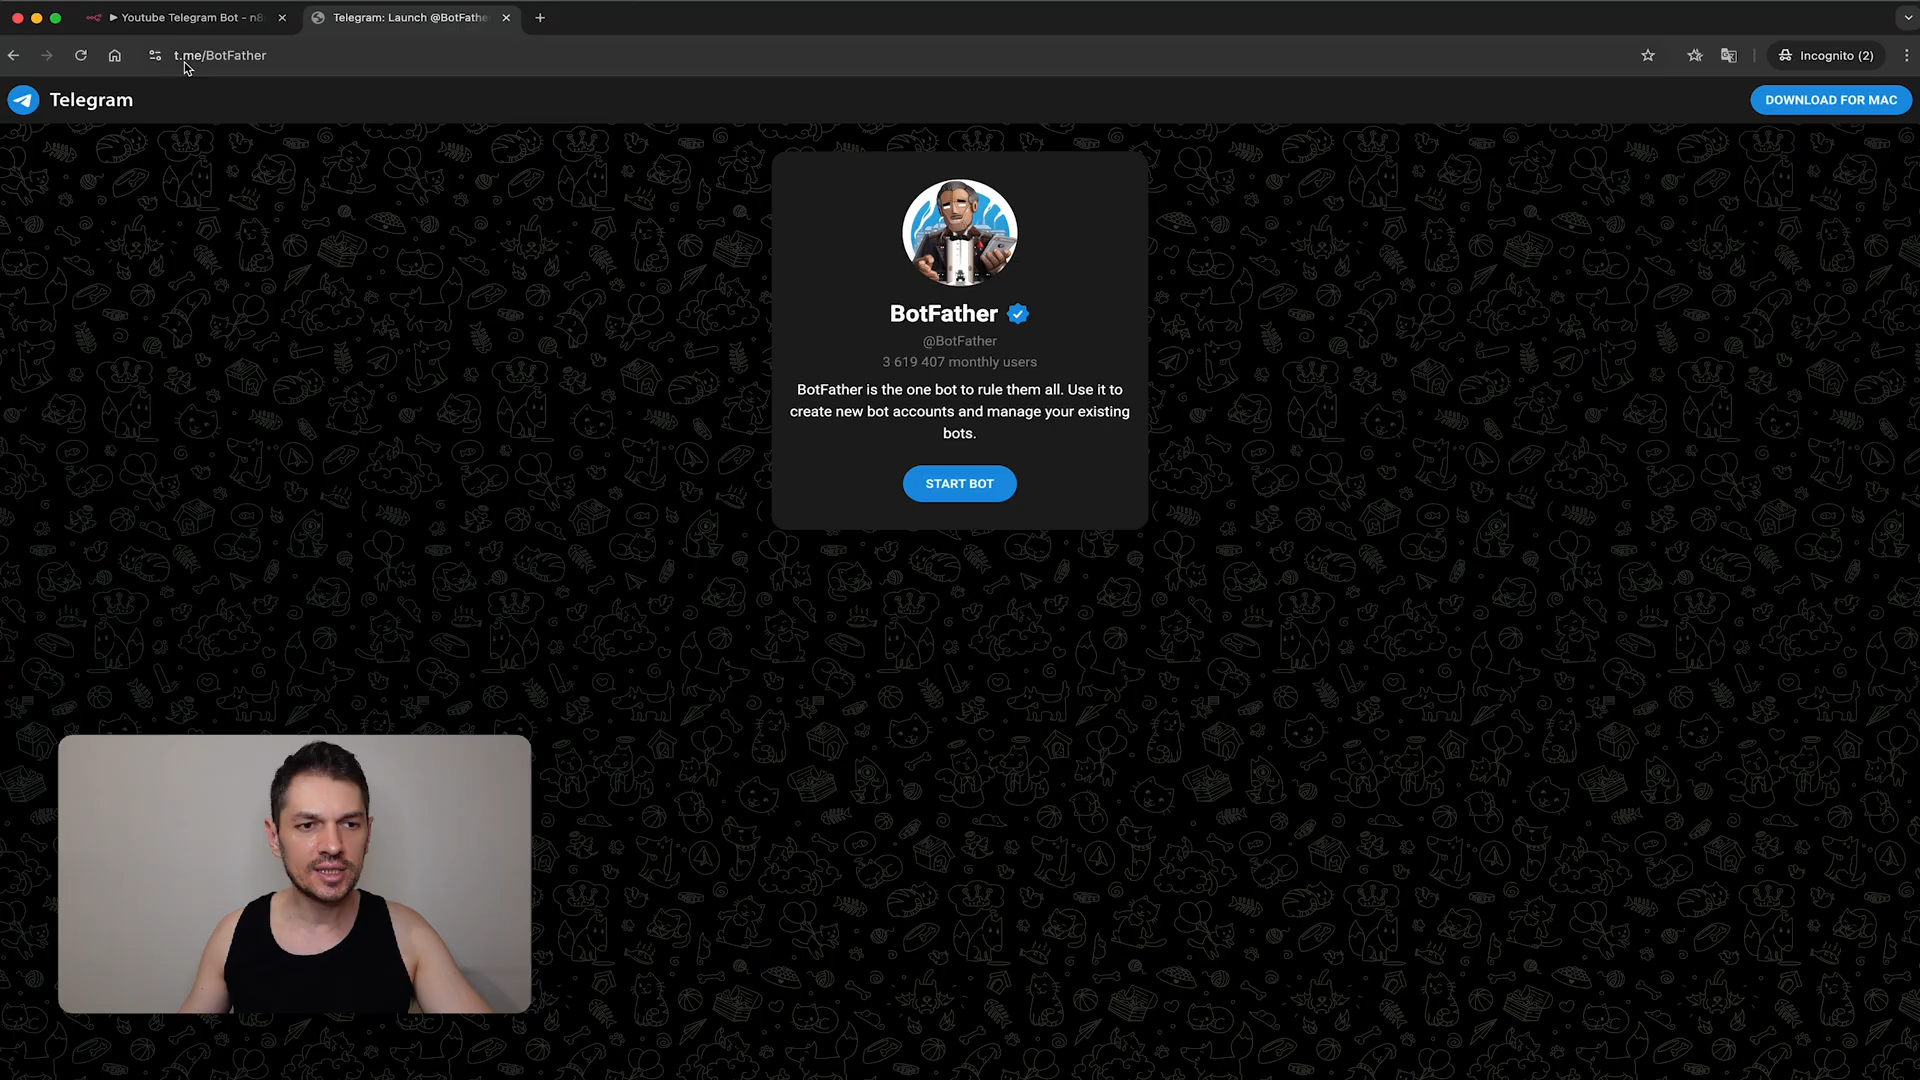 Youtube Telegram Bot - n8
Telegram: Launch @BotFathe
t.me/BotFather
Incognito (2)
Telegram
DOWNLOAD FOR MAC
BotFather
@BotFather
3 619 407 monthly users
BotFather is the one bot to rule them all. Use it to
create new bot accounts and manage your existing
bots.
START BOT